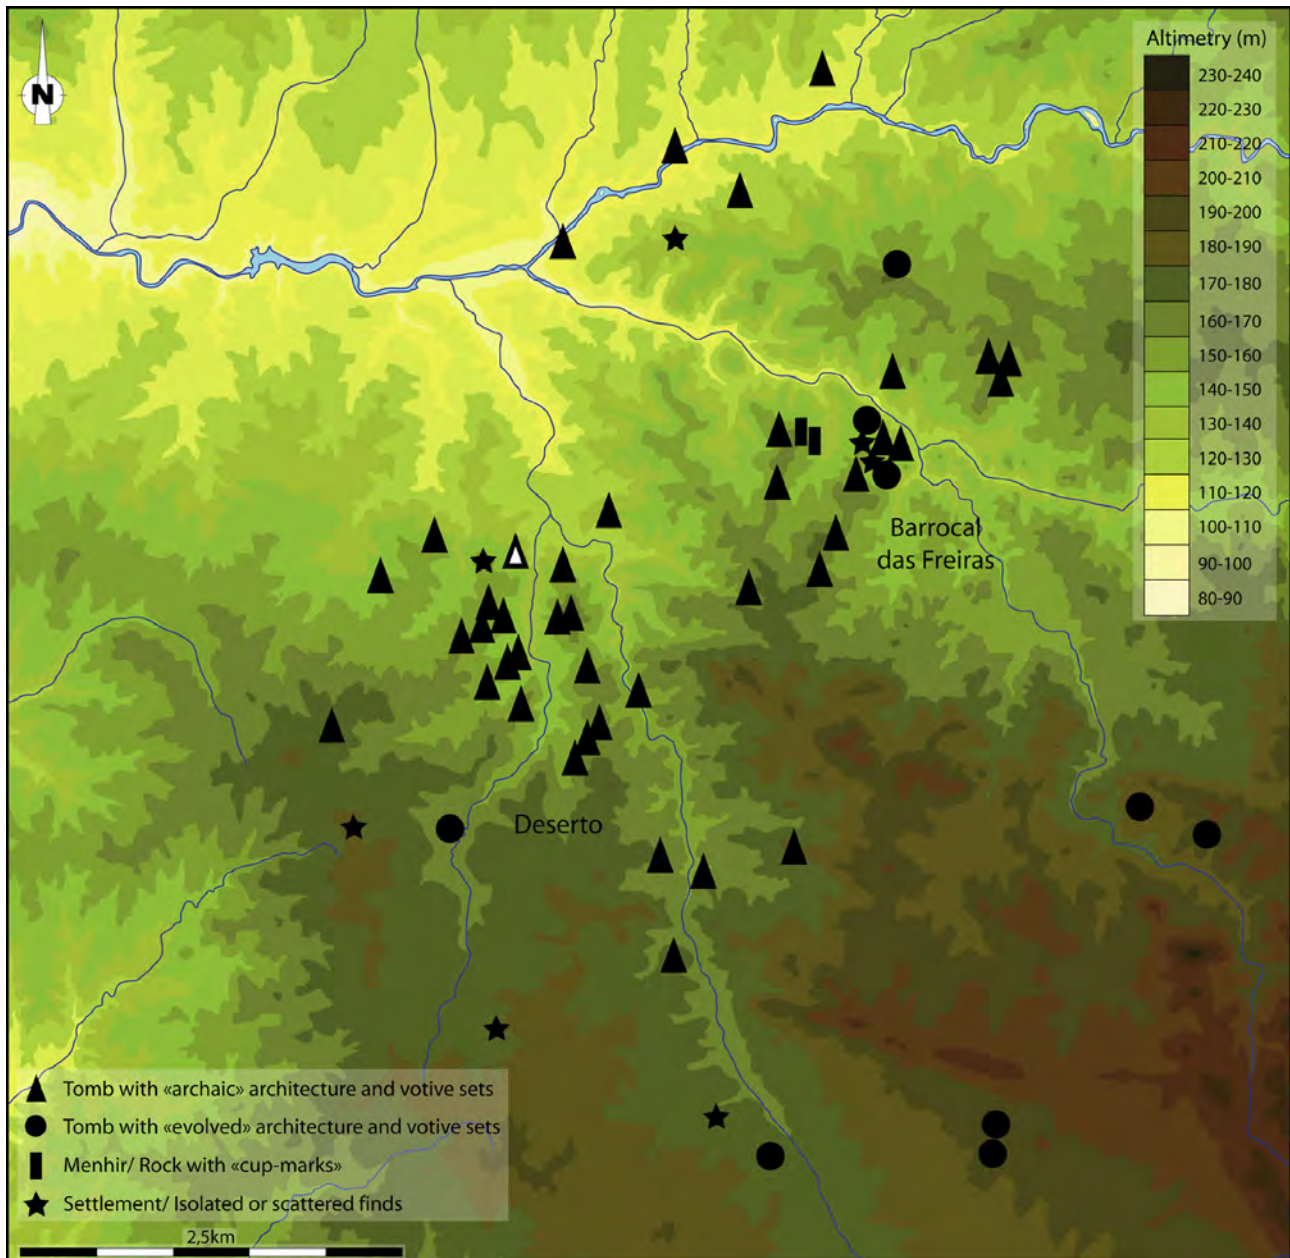 N
Altimetry (m)
230-240
220-230
210-220
200-210
190-200
180-190
170-180
160-170
150-160
140-150
130-140
120-130
110-120
100-110
90-100
80-90
Barrocal
das Freiras
Deserto
Tomb with «archaic» architecture and votive sets
Tomb with «evolved» architecture and votive sets
Menhir/ Rock with «cup-marks»
Settlement/ Isolated or scattered finds
2,5km